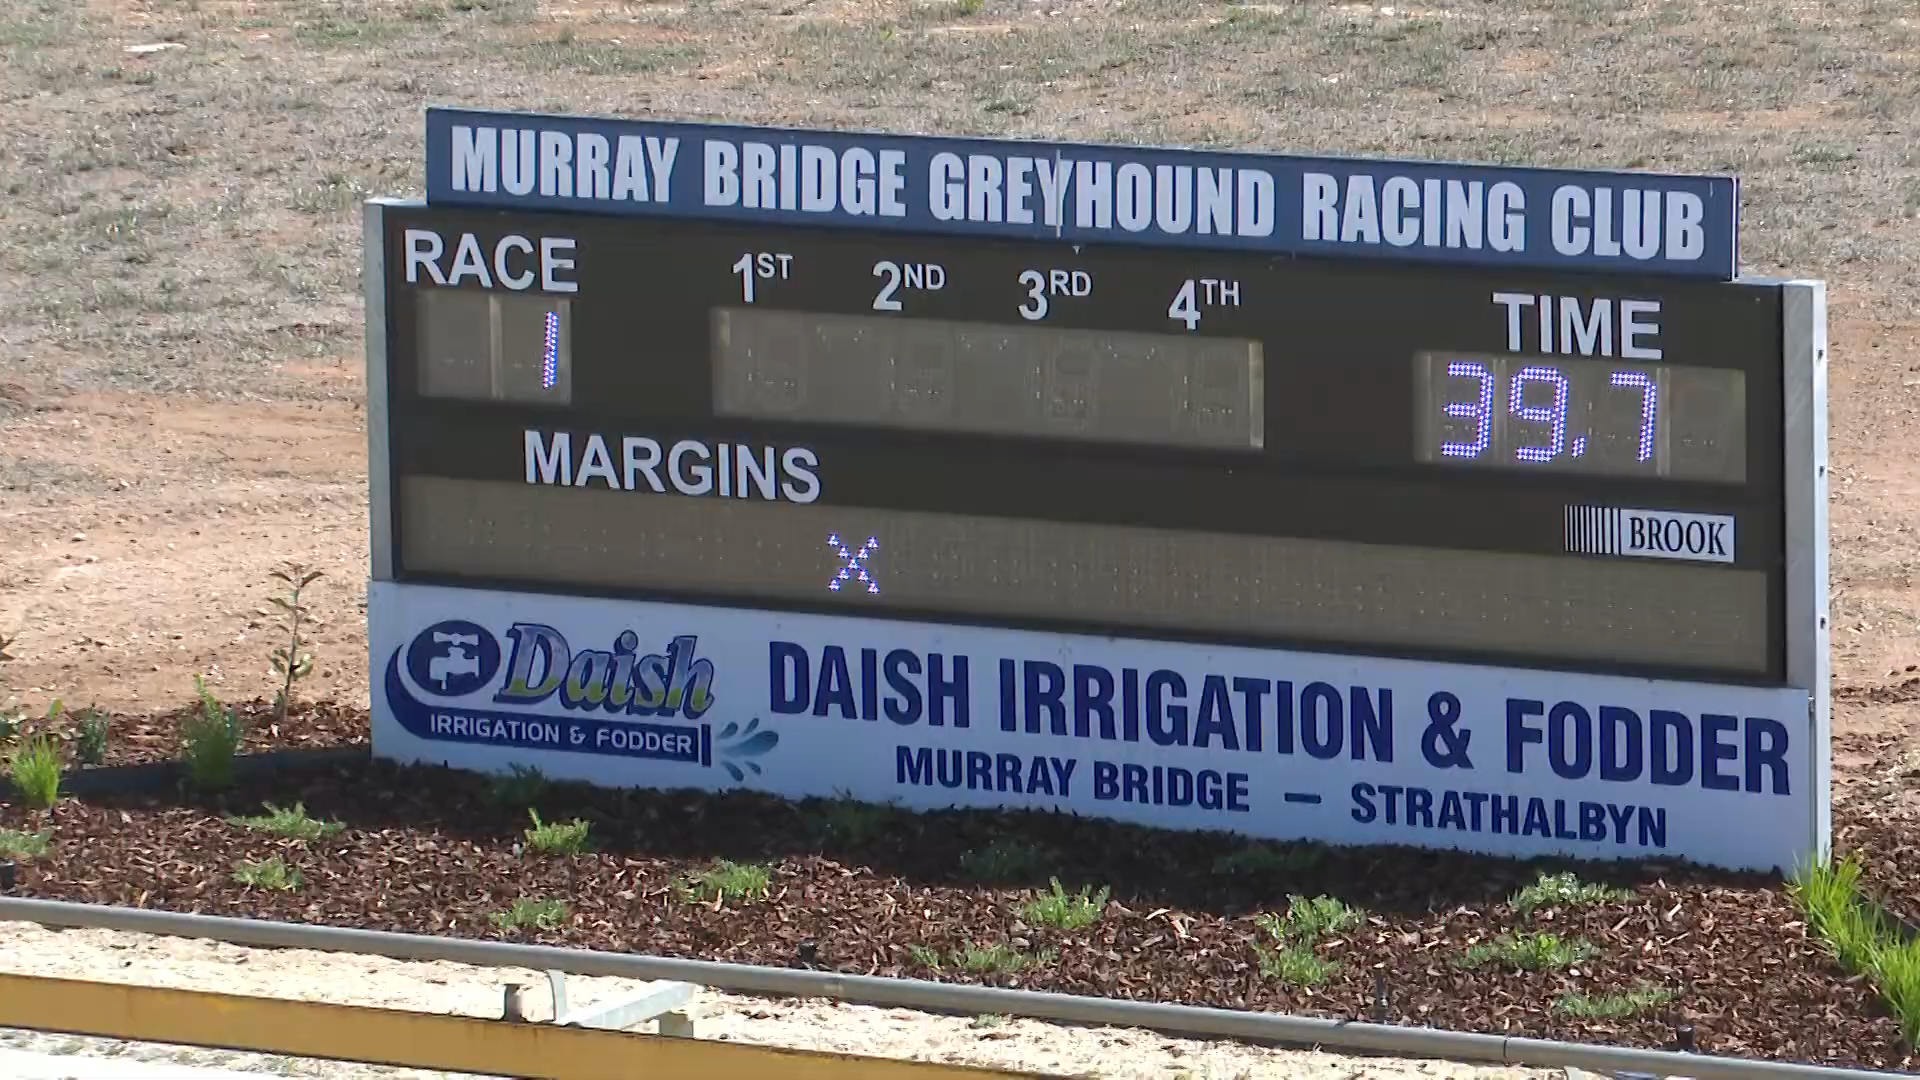 MURRAY BRIDGE GREYHOUND RACING CLUB
RACE 1ST 2ND 3RD 4TH TIME
1 39.7
MARGINS
BROOK
X
Daish
IRRIGATION & FODDER
DAISH IRRIGATION & FODDER
MURRAY BRIDGE – STRATHALBYN